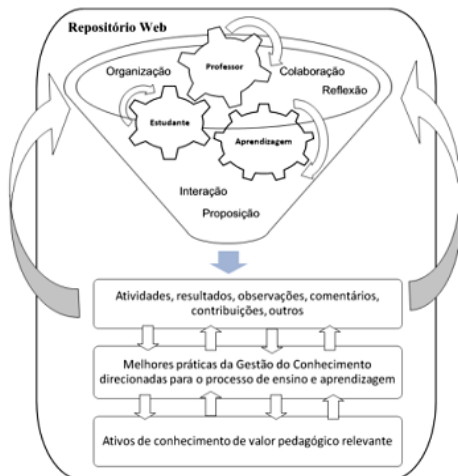 Repositório Web
Professor
Organização
Colaboração
Reflexão
Estudante
Aprendizagem
Interação
Proposição
Atividades, resultados, observações, comentários,
contribuições, outros
Melhores práticas da Gestão do Conhecimento
direcionadas para o processo de ensino e aprendizagem
Ativos de conhecimento de valor pedagógico relevante